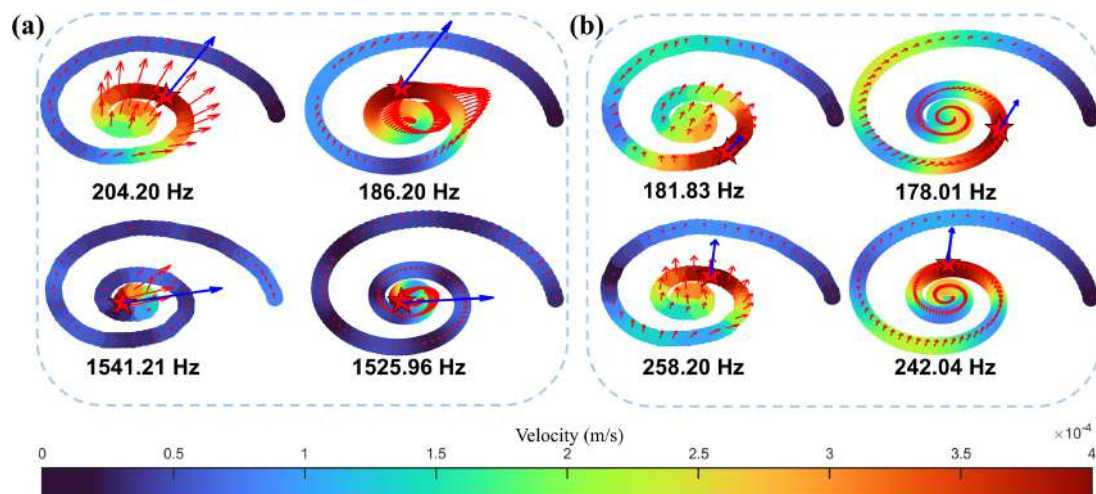 (a) (b)
204.20 Hz 186.20 Hz 181.83 Hz 178.01 Hz
1541.21 Hz 1525.96 Hz 258.20 Hz 242.04 Hz
Velocity (m/s) ×10⁻⁴
0 0.5 1 1.5 2 2.5 3 3.5 4